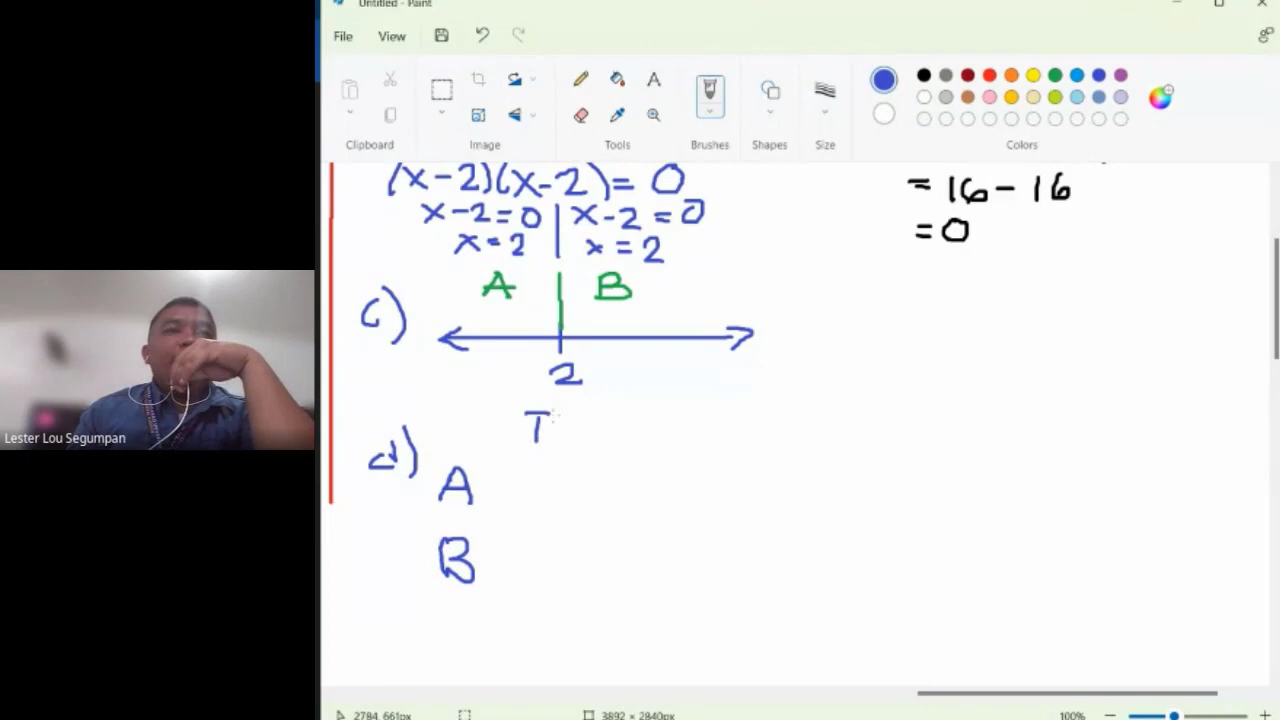 Untitled - Paint
File View
Clipboard Image Tools Brushes Shapes Size Colors
(x-2)(x-2)=0
x-2=0 | x-2=0
x=2 | x=2
= 16 - 16
= 0
A | B
c)
2
T
d)
A
B
Lester Lou Segumpan
2784, 661px 3892 × 2840px 100%